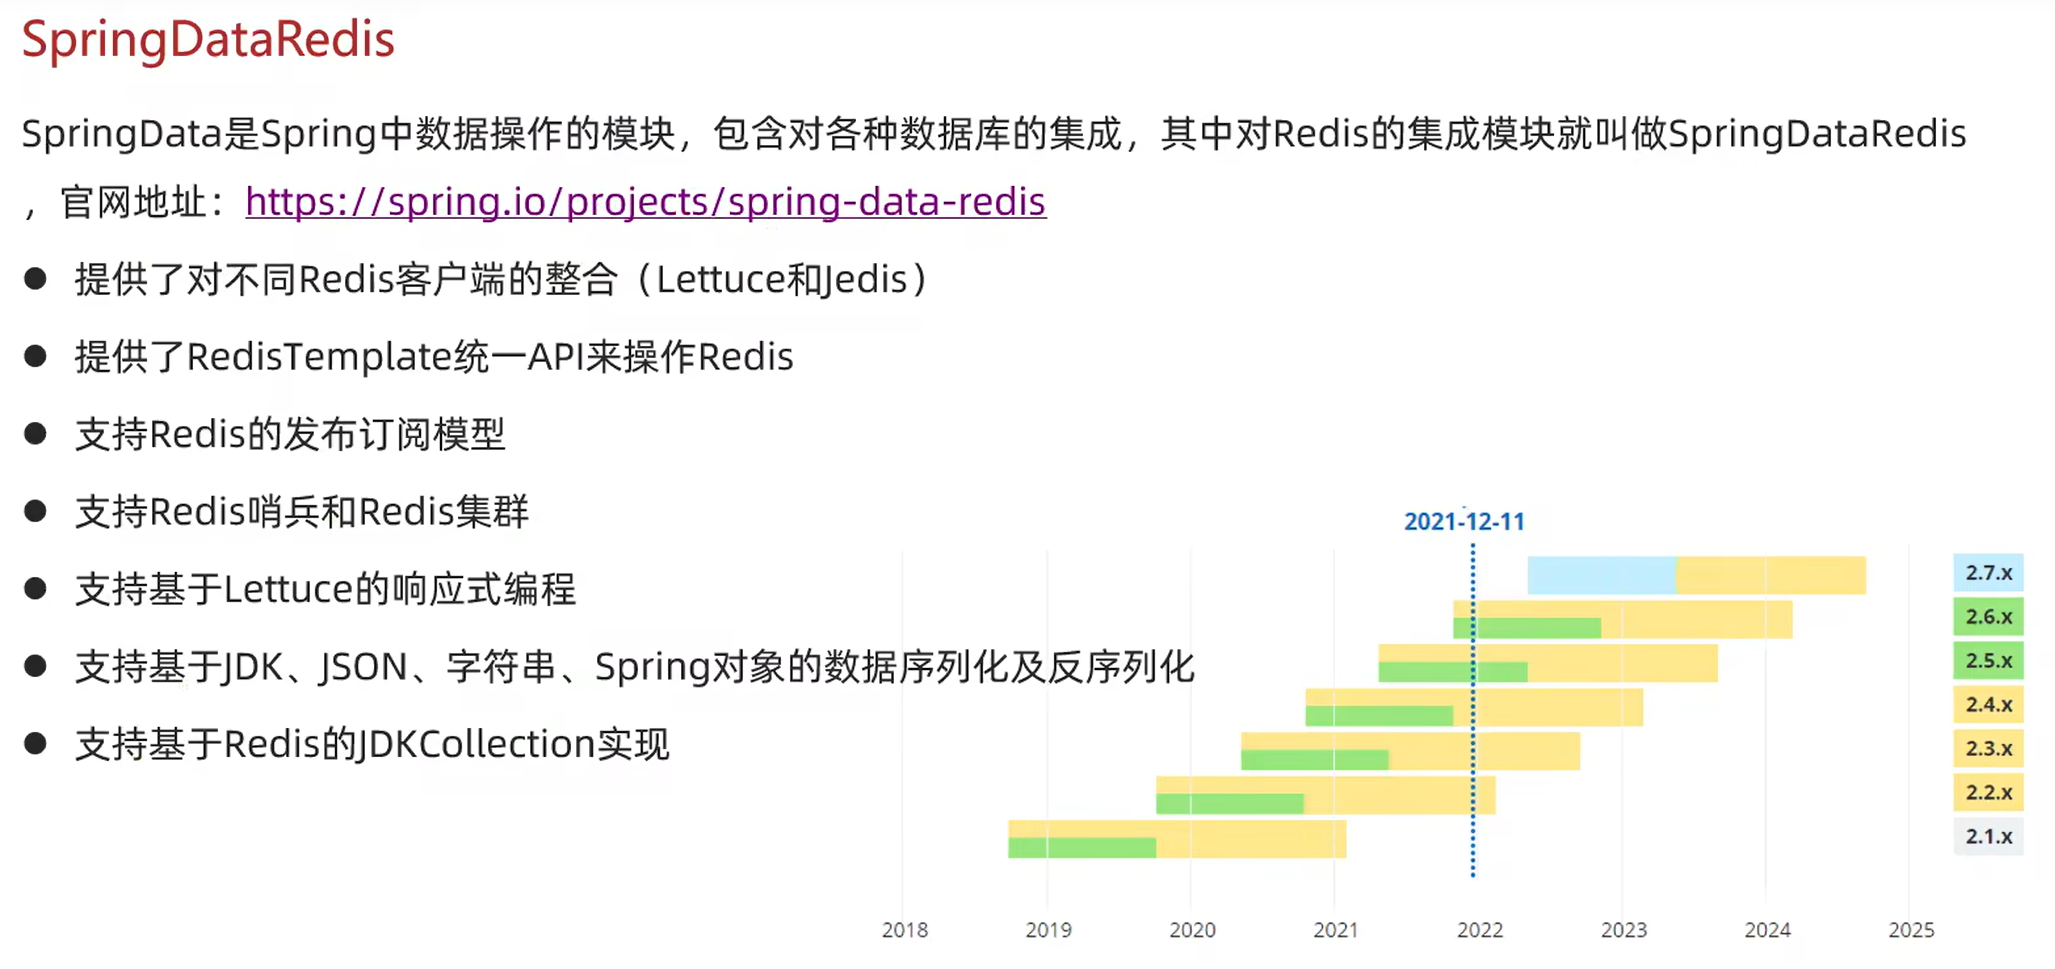 SpringDataRedis
SpringData是Spring中数据操作的模块，包含对各种数据库的集成，其中对Redis的集成模块就叫做SpringDataRedis
，官网地址：https://spring.io/projects/spring-data-redis
● 提供了对不同Redis客户端的整合（Lettuce和Jedis）
● 提供了RedisTemplate统一API来操作Redis
● 支持Redis的发布订阅模型
● 支持Redis哨兵和Redis集群
● 支持基于Lettuce的响应式编程
● 支持基于JDK、JSON、字符串、Spring对象的数据序列化及反序列化
● 支持基于Redis的JDKCollection实现
2021-12-11
2.7.x
2.6.x
2.5.x
2.4.x
2.3.x
2.2.x
2.1.x
2018 2019 2020 2021 2022 2023 2024 2025